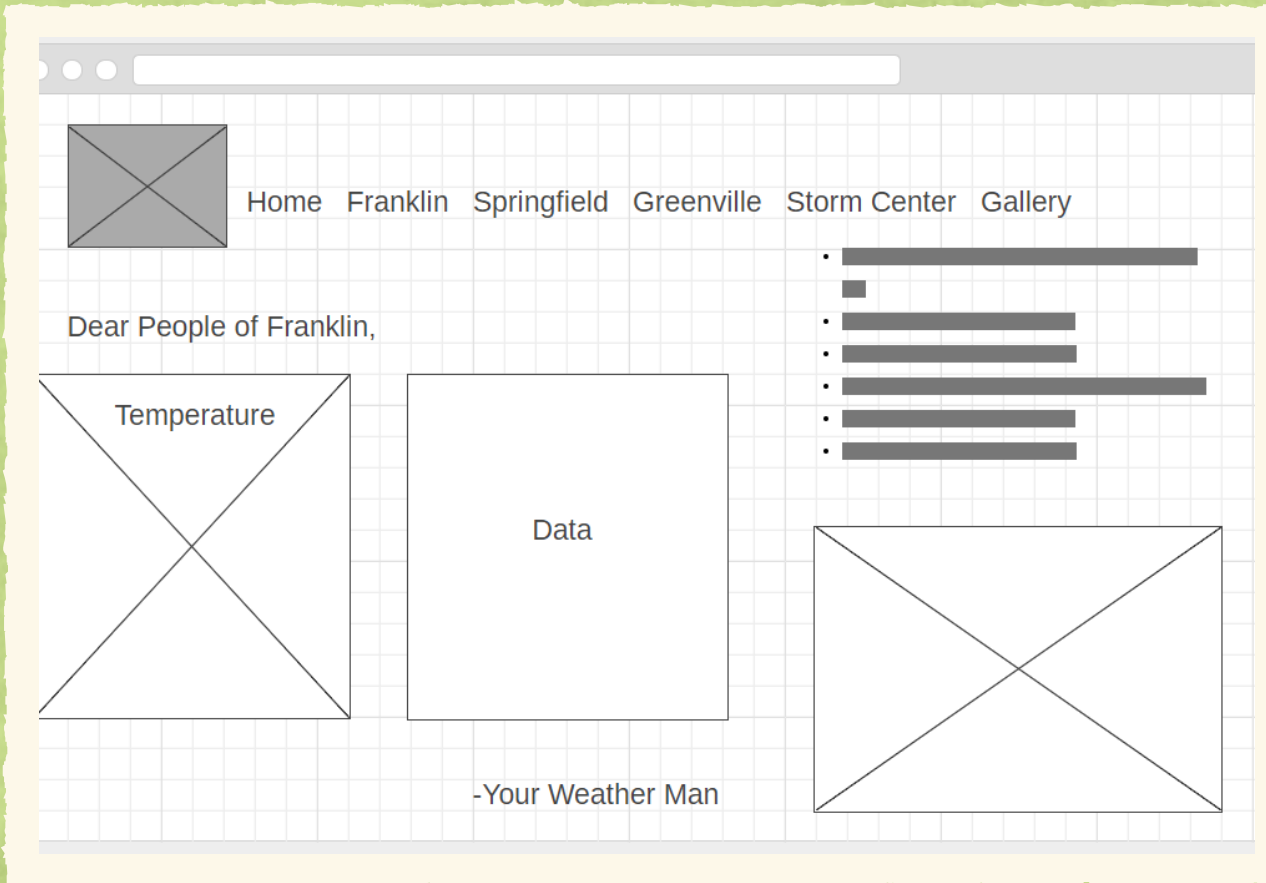 Home Franklin Springfield Greenville Storm Center Gallery
Dear People of Franklin,
Temperature
Data
-Your Weather Man